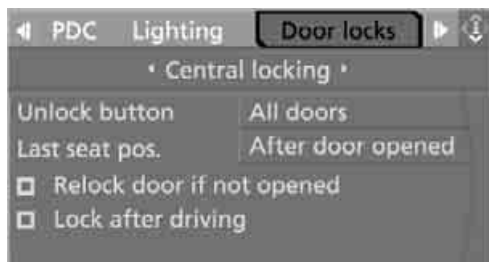 PDC Lighting Door locks
• Central locking •
Unlock button All doors
Last seat pos. After door opened
Relock door if not opened
Lock after driving